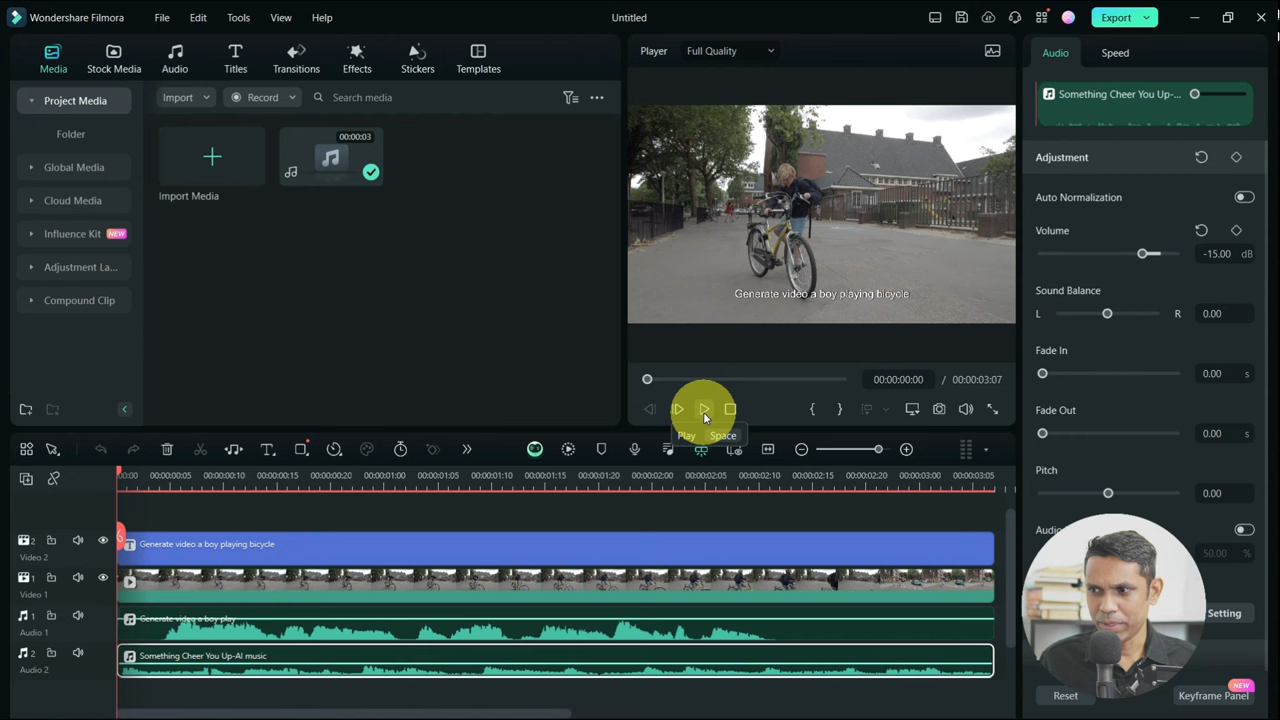 Wondershare Filmora
File
Edit
Tools
View
Help
Untitled
Export
Media
Stock Media
Audio
Titles
Transitions
Effects
Stickers
Templates
Player
Full Quality
Audio
Speed
Project Media
Folder
Global Media
Cloud Media
Influence Kit NEW
Adjustment La...
Compound Clip
Import
Record
Search media
00:00:03
Import Media
Generate video a boy playing bicycle
00:00:00:00 / 00:00:03:07
Play Space
Something Cheer You Up-...
Adjustment
Auto Normalization
Volume
-15.00 dB
Sound Balance
L
R
0.00
Fade In
0.00 s
Fade Out
0.00 s
Pitch
0.00
Audio
50.00 %
Setting
Reset
NEW
Keyframe Panel
00:00 00:00:00:05 00:00:00:10 00:00:00:15 00:00:00:20 00:00:01:00 00:00:01:05 00:00:01:10 00:00:01:15 00:00:01:20 00:00:02:00 00:00:02:05 00:00:02:10 00:00:02:15 00:00:02:20 00:00:03:00 00:00:03:05
2
Video 2
Generate video a boy playing bicycle
1
Video 1
1
Audio 1
Generate video a boy play
2
Audio 2
Something Cheer You Up-AI music